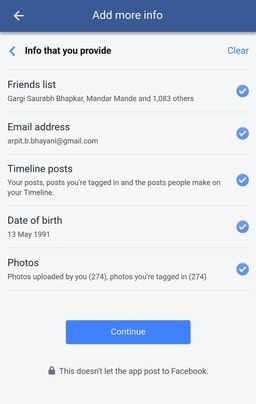 Add more info
Info that you provide
Clear
Friends list
Gargi Saurabh Bhapkar, Mandar Mande and 1,083 others
Email address
arpit.b.bhayani@gmail.com
Timeline posts
Your posts, posts you're tagged in and the posts people make on
your Timeline.
Date of birth
13 May 1991
Photos
Photos uploaded by you (274), photos you're tagged in (274)
Continue
This doesn't let the app post to Facebook.